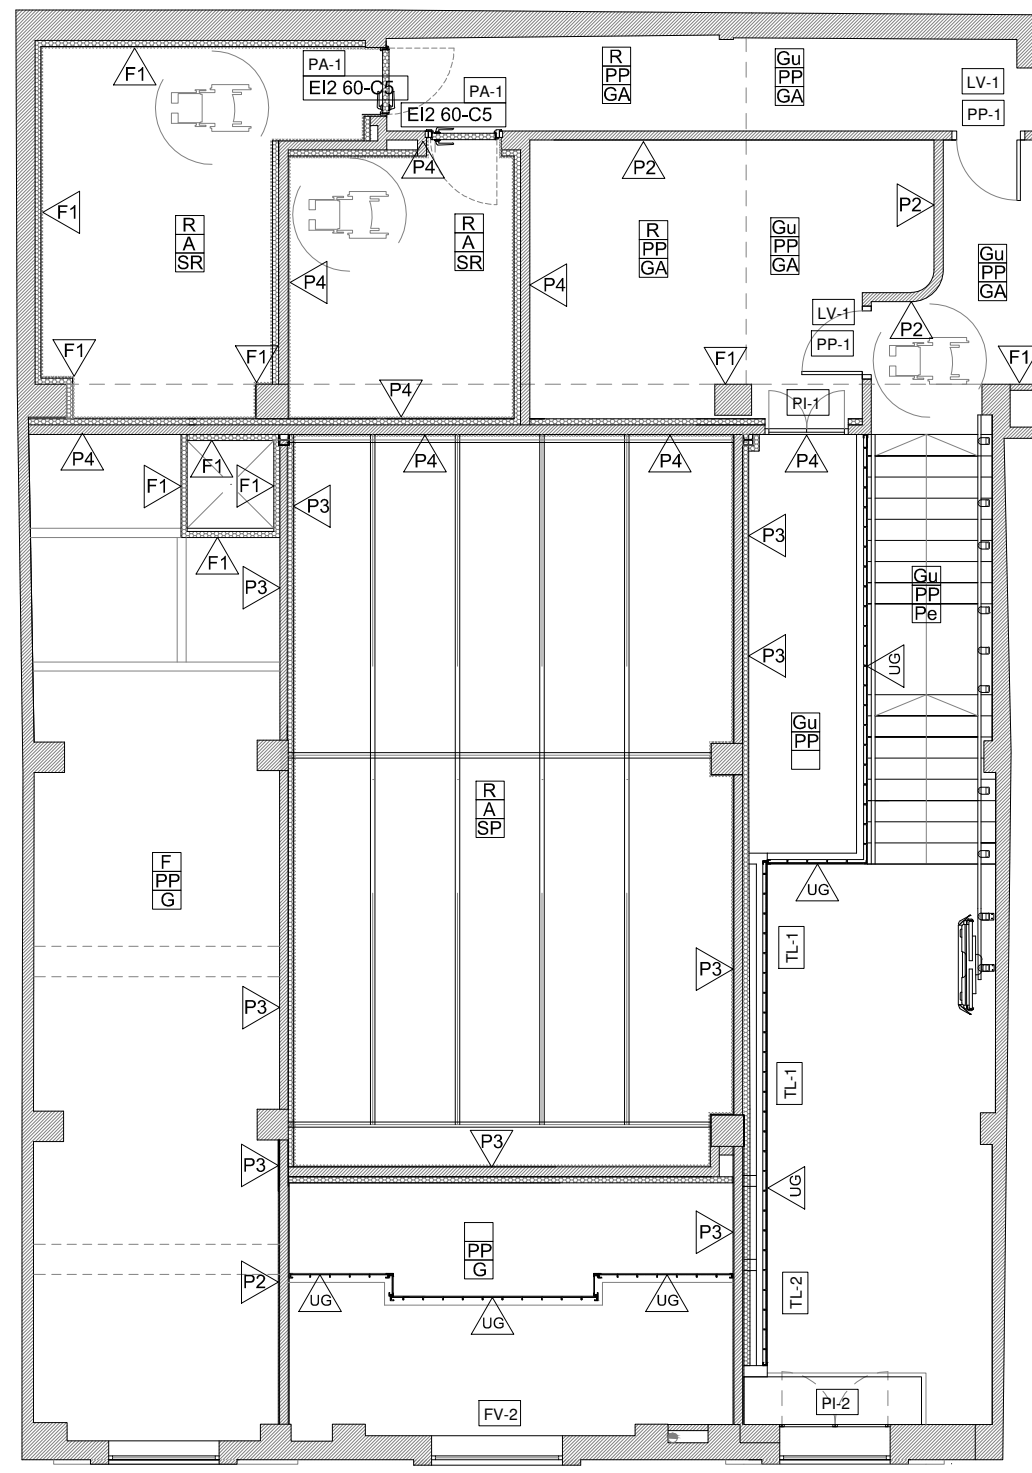 PA-1
EI2 60-C5
PA-1
EI2 60-C5
F1
R
PP
GA
Gu
PP
GA
LV-1
PP-1
P4
P2
F1
P2
R
A
SR
R
A
SR
R
PP
GA
Gu
PP
GA
Gu
PP
GA
P4
P4
LV-1
PP-1
P2
F1
F1
F1
F1
P4
PI-1
P4
F1
P4
P4
P4
F1
F1
P3
P3
F1
P3
Gu
PP
Pe
P3
UG
Gu
PP
R
A
SP
F
PP
G
UG
TL-1
P3
P3
TL-1
P3
P3
UG
P3
PP
G
P2
TL-2
UG
UG
UG
PI-2
FV-2